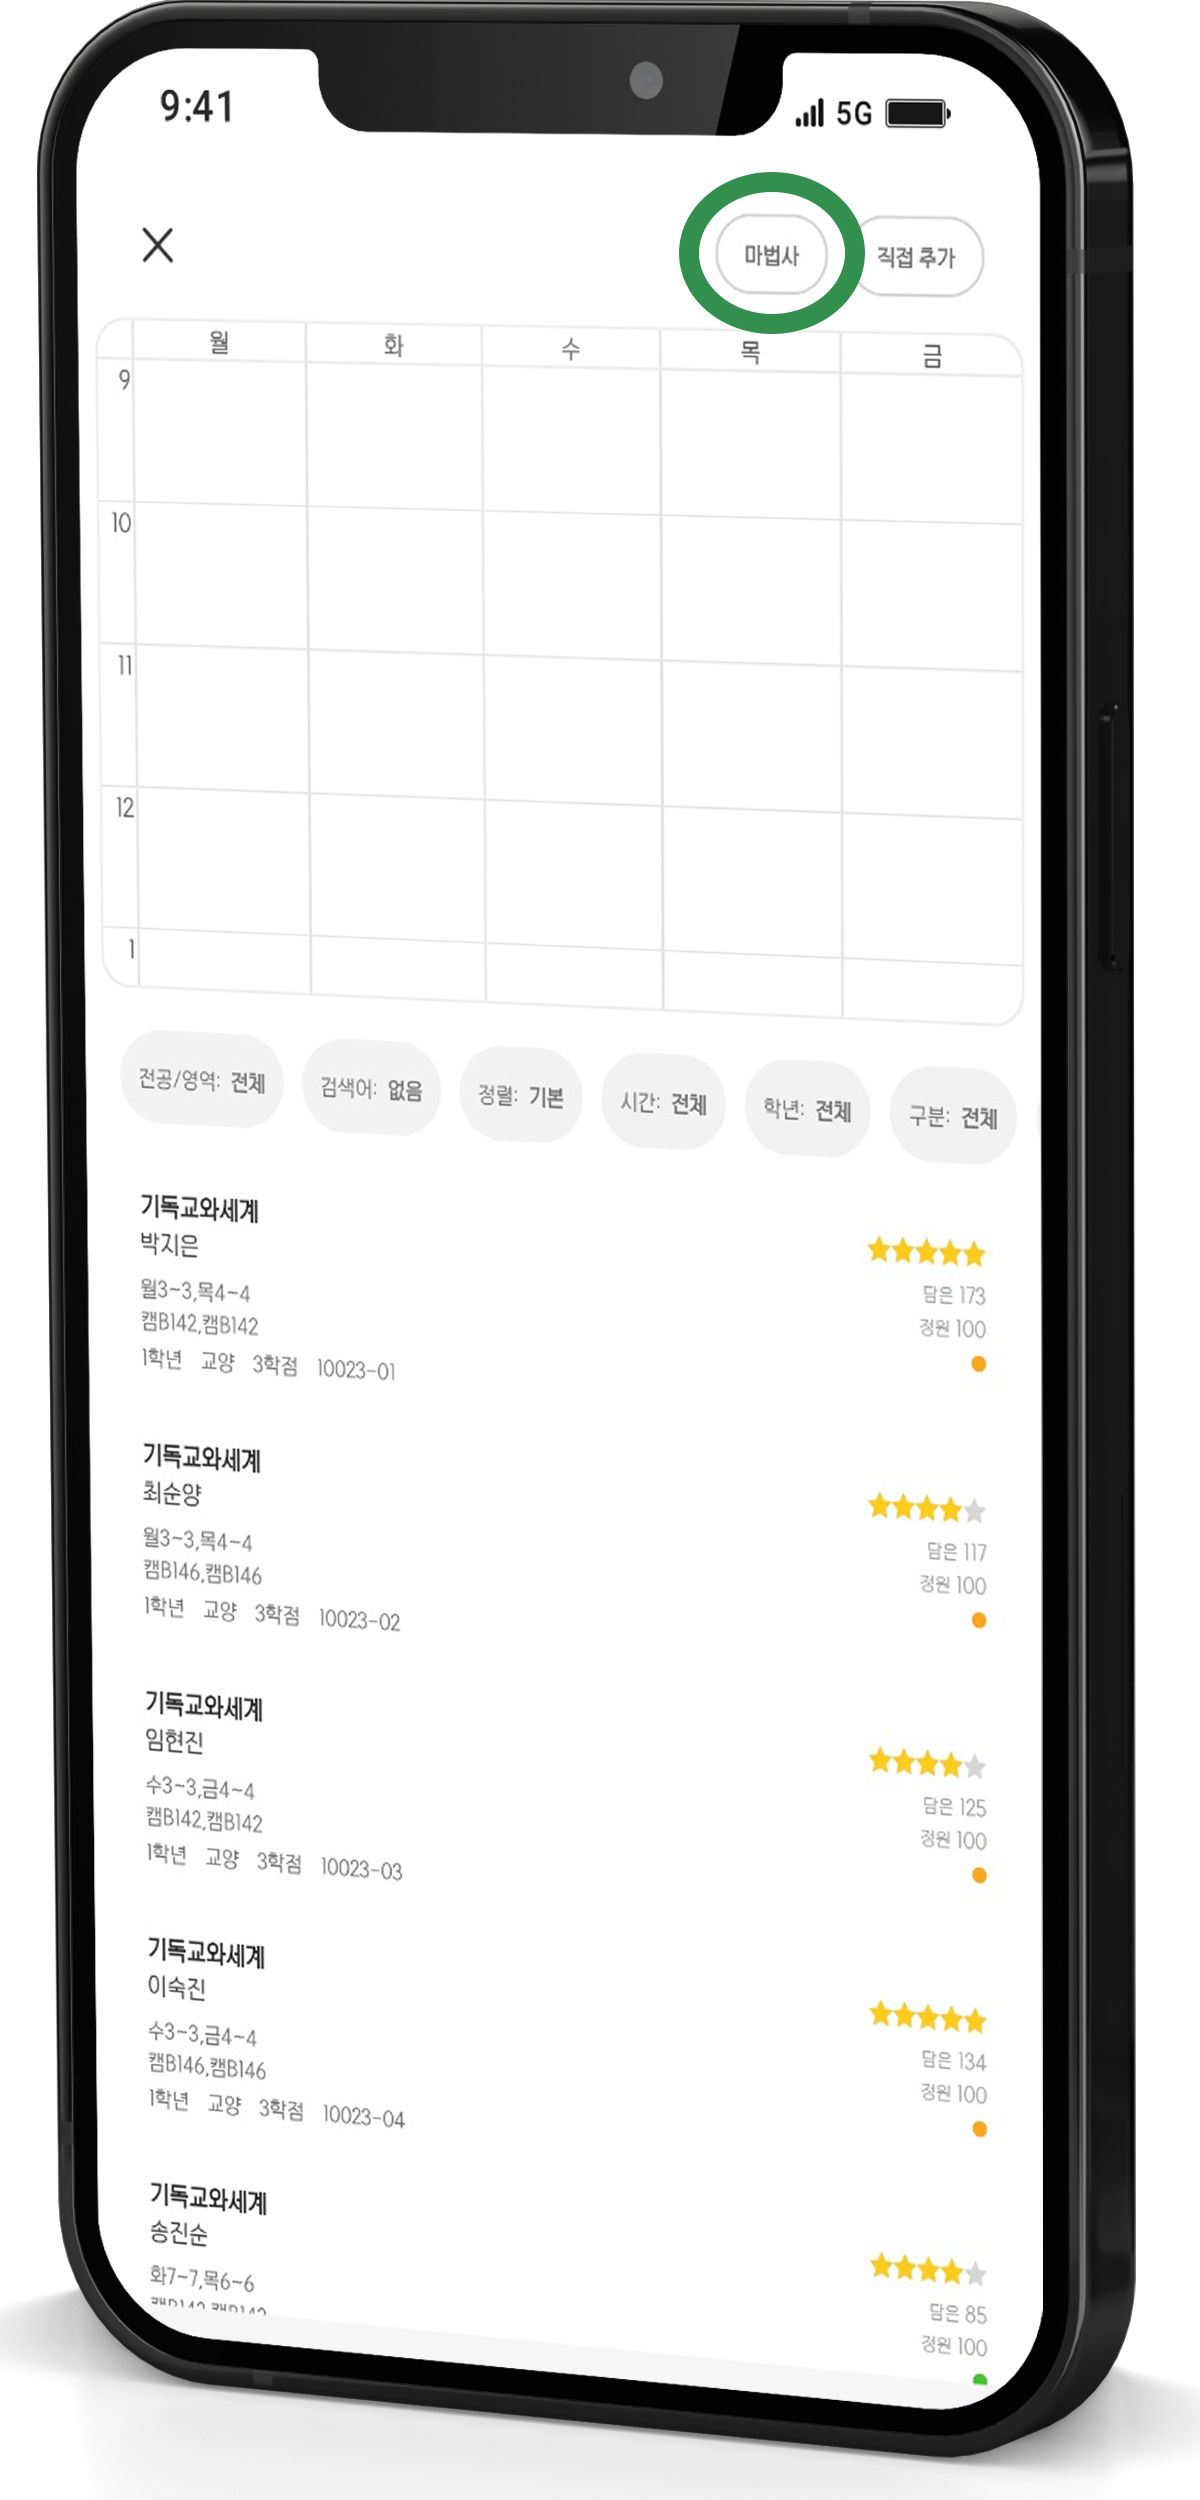 9:41 5G
마법사 직접 추가
월 화 수 목 금
9
10
11
12
1
전공/영역: 전체 검색어: 없음 정렬: 기본 시간: 전체 학년: 전체 구분: 전체
기독교와세계
박지은
월3~3,목4~4
캠B142,캠B142
1학년 교양 3학점 10023-01
담은 173
정원 100
기독교와세계
최순양
월3~3,목4~4
캠B146,캠B146
1학년 교양 3학점 10023-02
담은 117
정원 100
기독교와세계
임현진
수3~3,금4~4
캠B142,캠B142
1학년 교양 3학점 10023-03
담은 125
정원 100
기독교와세계
이숙진
수3~3,금4~4
캠B146,캠B146
1학년 교양 3학점 10023-04
담은 134
정원 100
기독교와세계
송진순
화7~7,목6~6
담은 85
정원 100